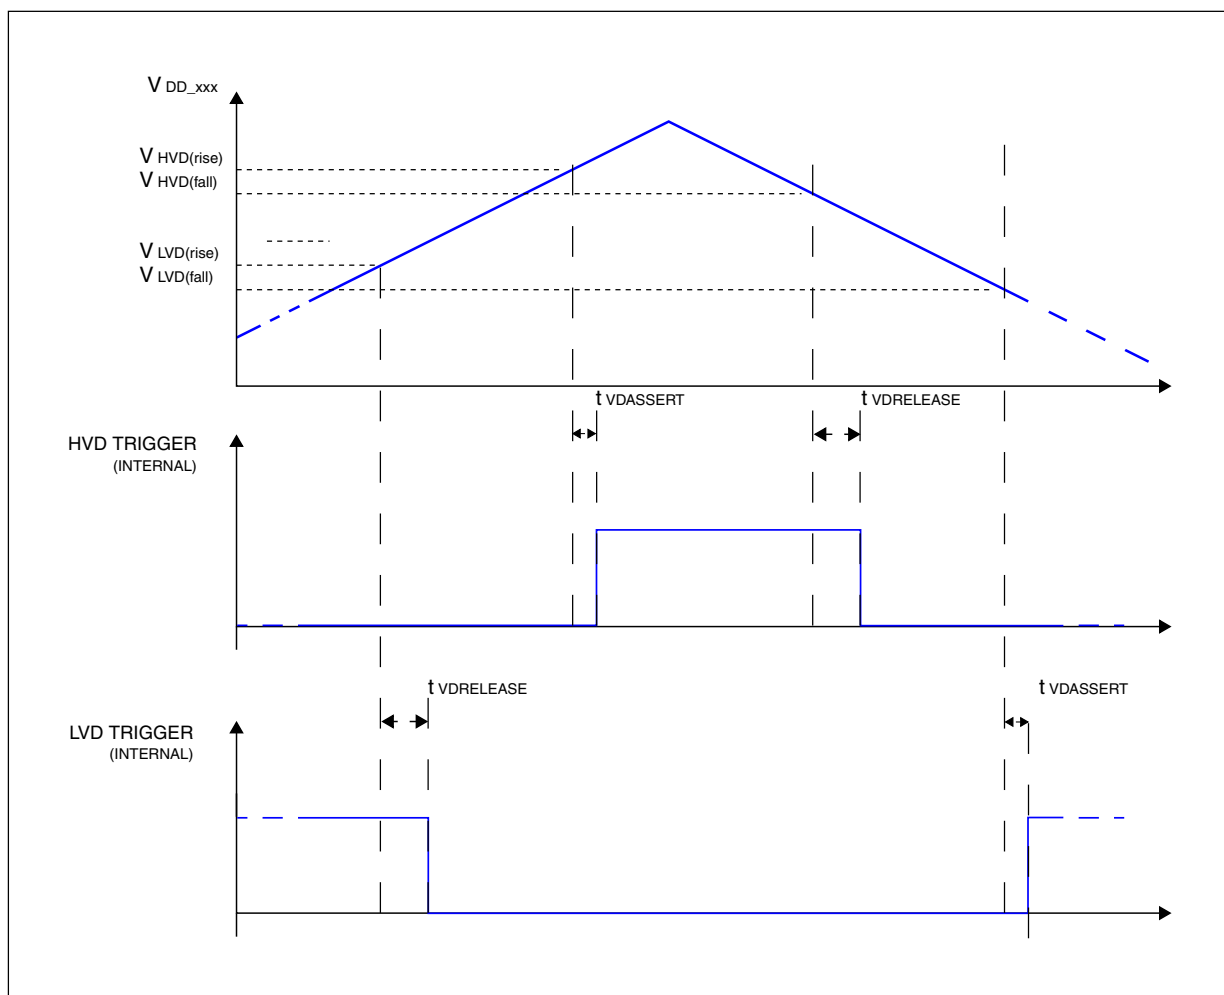 V DD_xxx
V HVD(rise)
V HVD(fall)
V LVD(rise)
V LVD(fall)
t VDASSERT
t VDRELEASE
HVD TRIGGER
(INTERNAL)
t VDRELEASE
t VDASSERT
LVD TRIGGER
(INTERNAL)